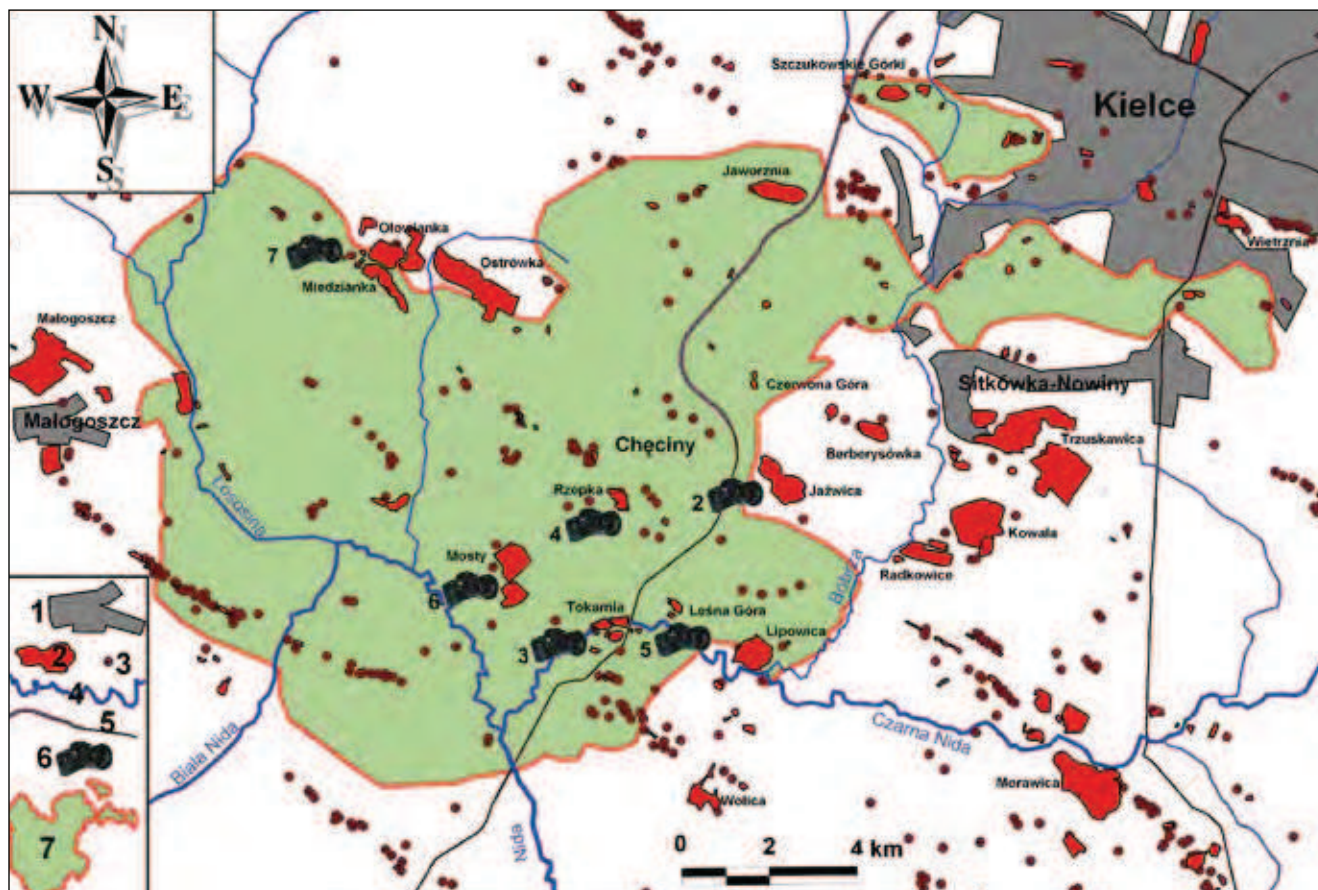 N
W E
S
Szczukowskie Górki
Kielce
Jaworznia
Ołowianka
7
Ostrówka
Miedzianka
Wietrznia
Małogoszcz
Czerwona Góra
Sitkówka-Nowiny
Małogoszcz
Chęciny
Trzuskawica
Berberysówka
Rzepka
2
Jaźwica
Łososina
4
Kowala
Mosty
Radkowice
Bobrza
6
1
Tokarnia
Leśna Góra
Lipowica
2 3
3
5
4
Czarna Nida
5
Biała Nida
6
Morawica
Wolica
Nida
7
0 2 4 km